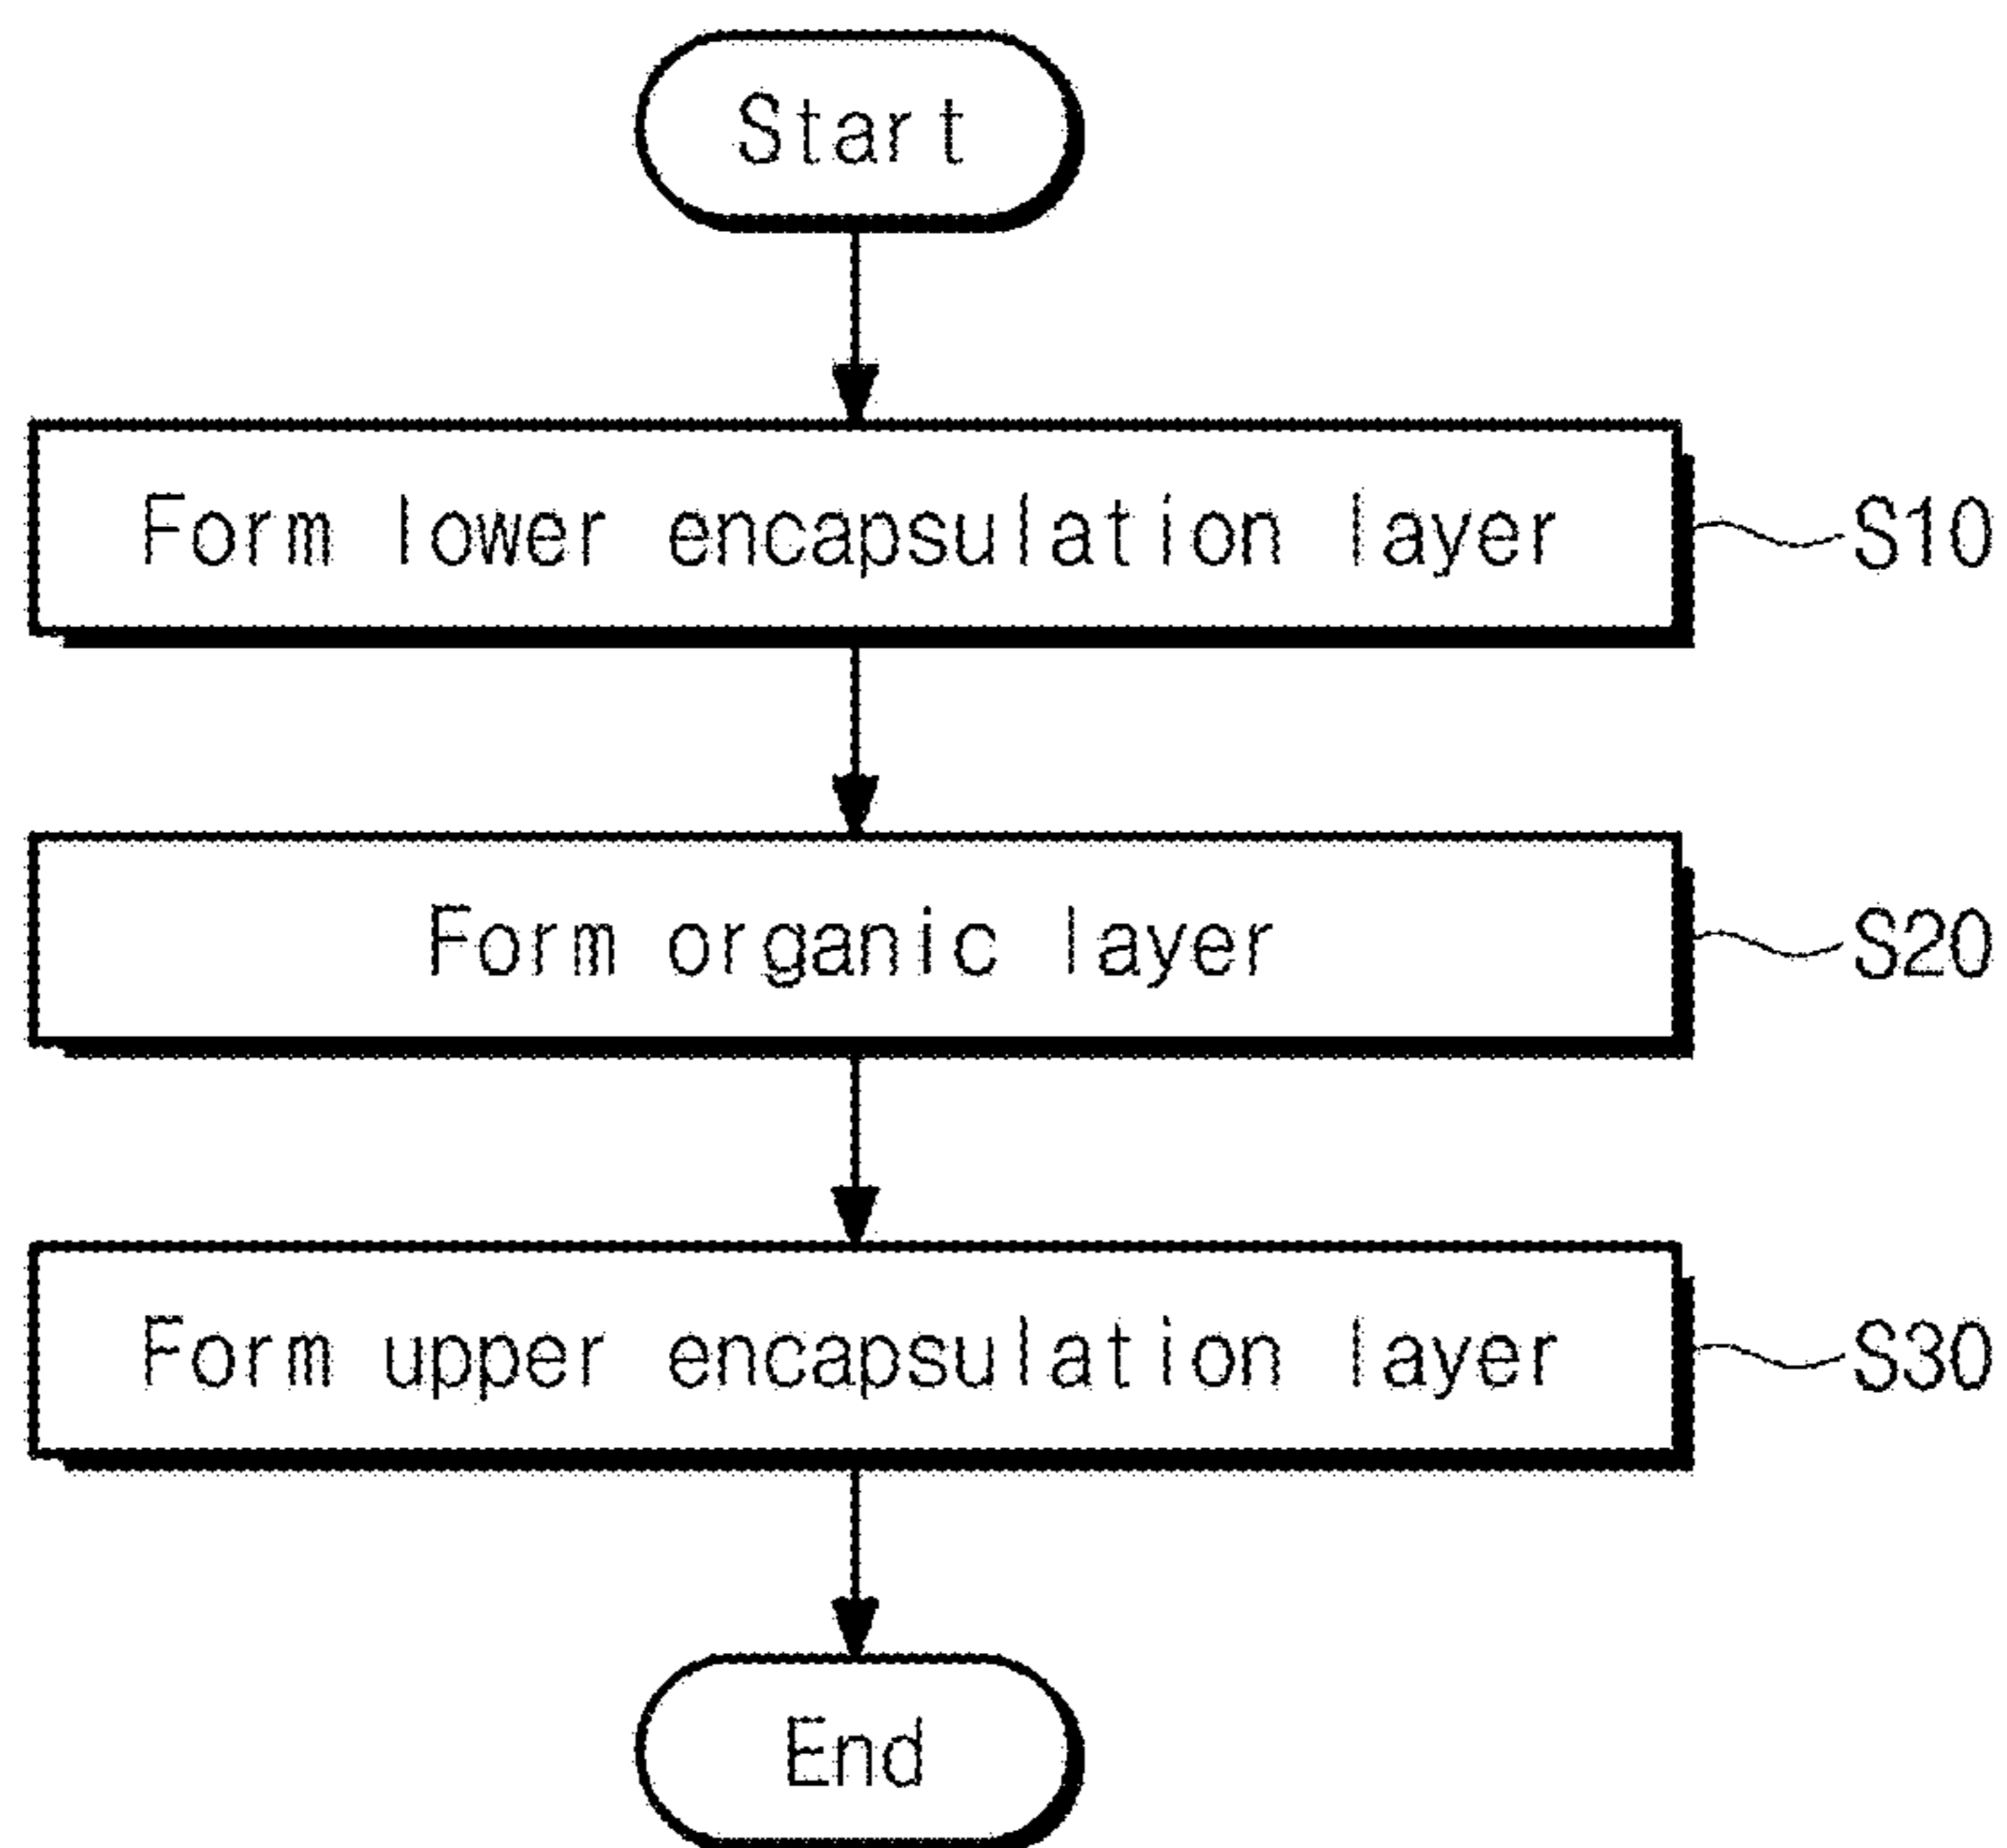 Start
Form lower encapsulation layer
S10
Form organic layer
S20
Form upper encapsulation layer
S30
End